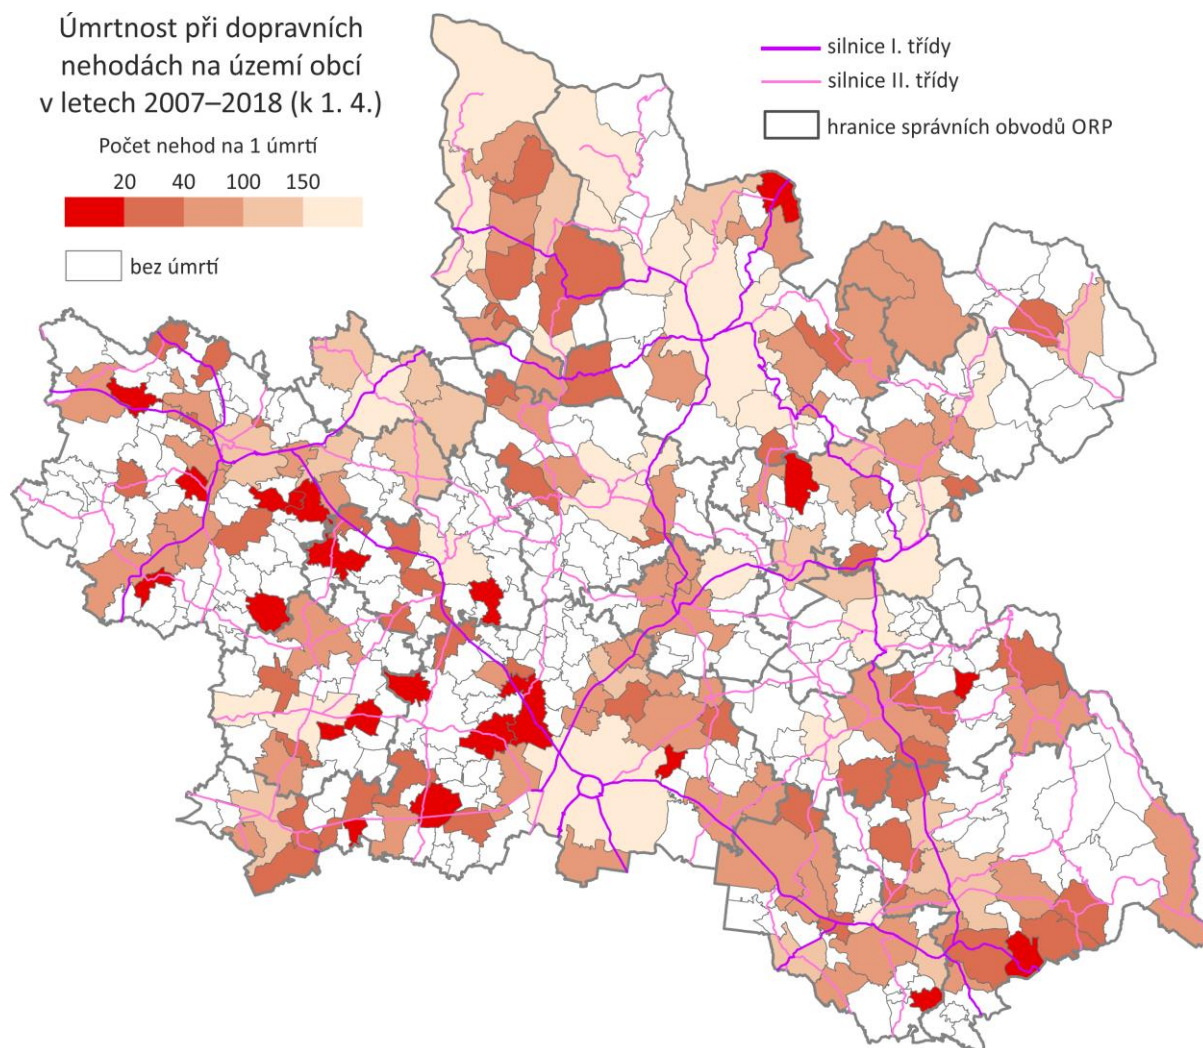 Úmrtnost při dopravních
nehodách na území obcí
v letech 2007–2018 (k 1. 4.)
Počet nehod na 1 úmrtí
20 40 100 150
bez úmrtí
silnice I. třídy
silnice II. třídy
hranice správních obvodů ORP